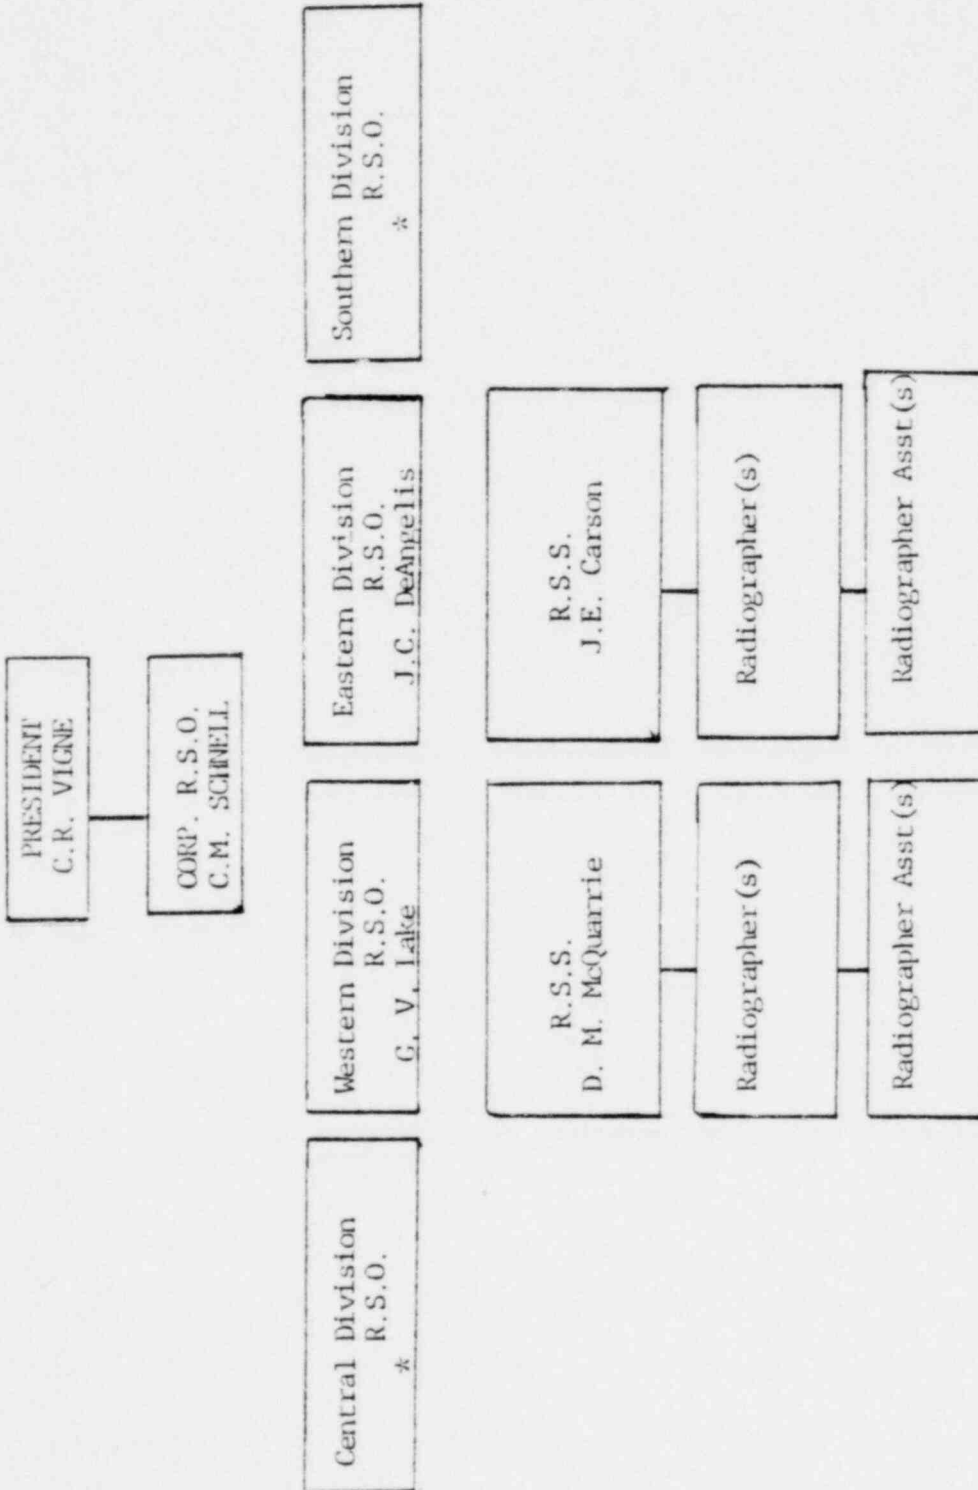 PRESIDENT
C.R. VIGNE
CORP. R.S.O.
C.M. SCHNELL
Central Division
R.S.O.
*
Western Division
R.S.O.
G. V. Lake
Eastern Division
R.S.O.
J.C. DeAngelis
Southern Division
R.S.O.
*
R.S.S.
D. M. McQuarrie
R.S.S.
J.E. Carson
Radiographer(s)
Radiographer(s)
Radiographer Asst(s)
Radiographer Asst(s)